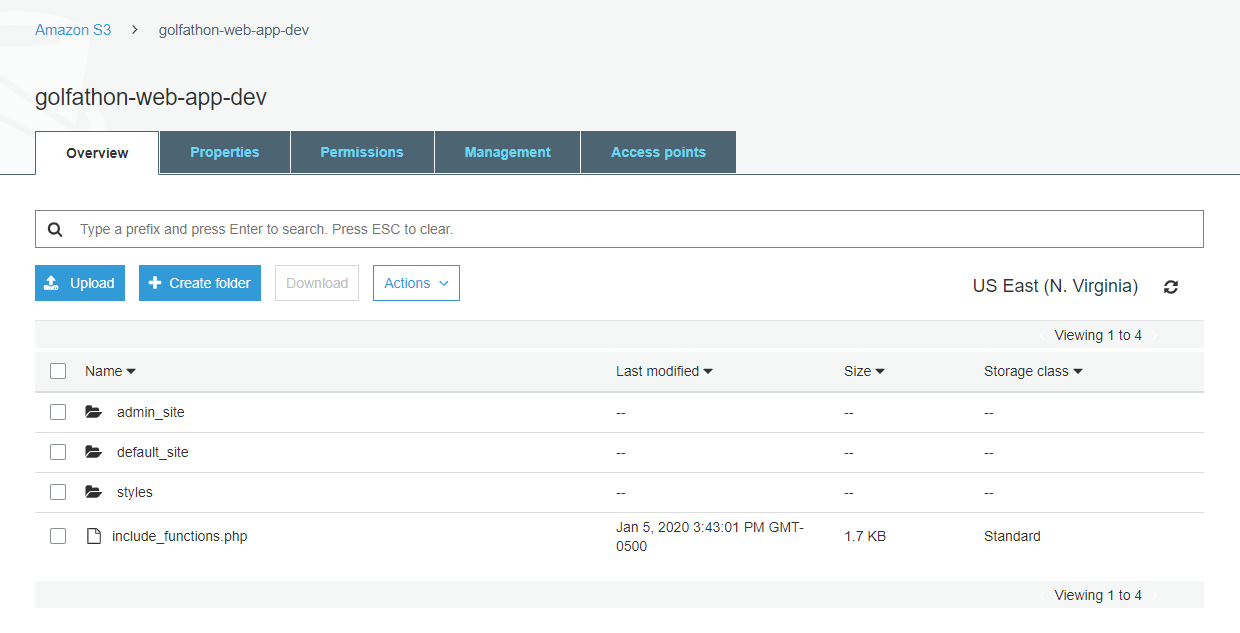 Amazon S3 > golfathon-web-app-dev
golfathon-web-app-dev
Overview Properties Permissions Management Access points
Type a prefix and press Enter to search. Press ESC to clear.
Upload Create folder Download Actions US East (N. Virginia)
Viewing 1 to 4
Name Last modified Size Storage class
admin_site -- -- --
default_site -- -- --
styles -- -- --
include_functions.php Jan 5, 2020 3:43:01 PM GMT-
0500 1.7 KB Standard
Viewing 1 to 4